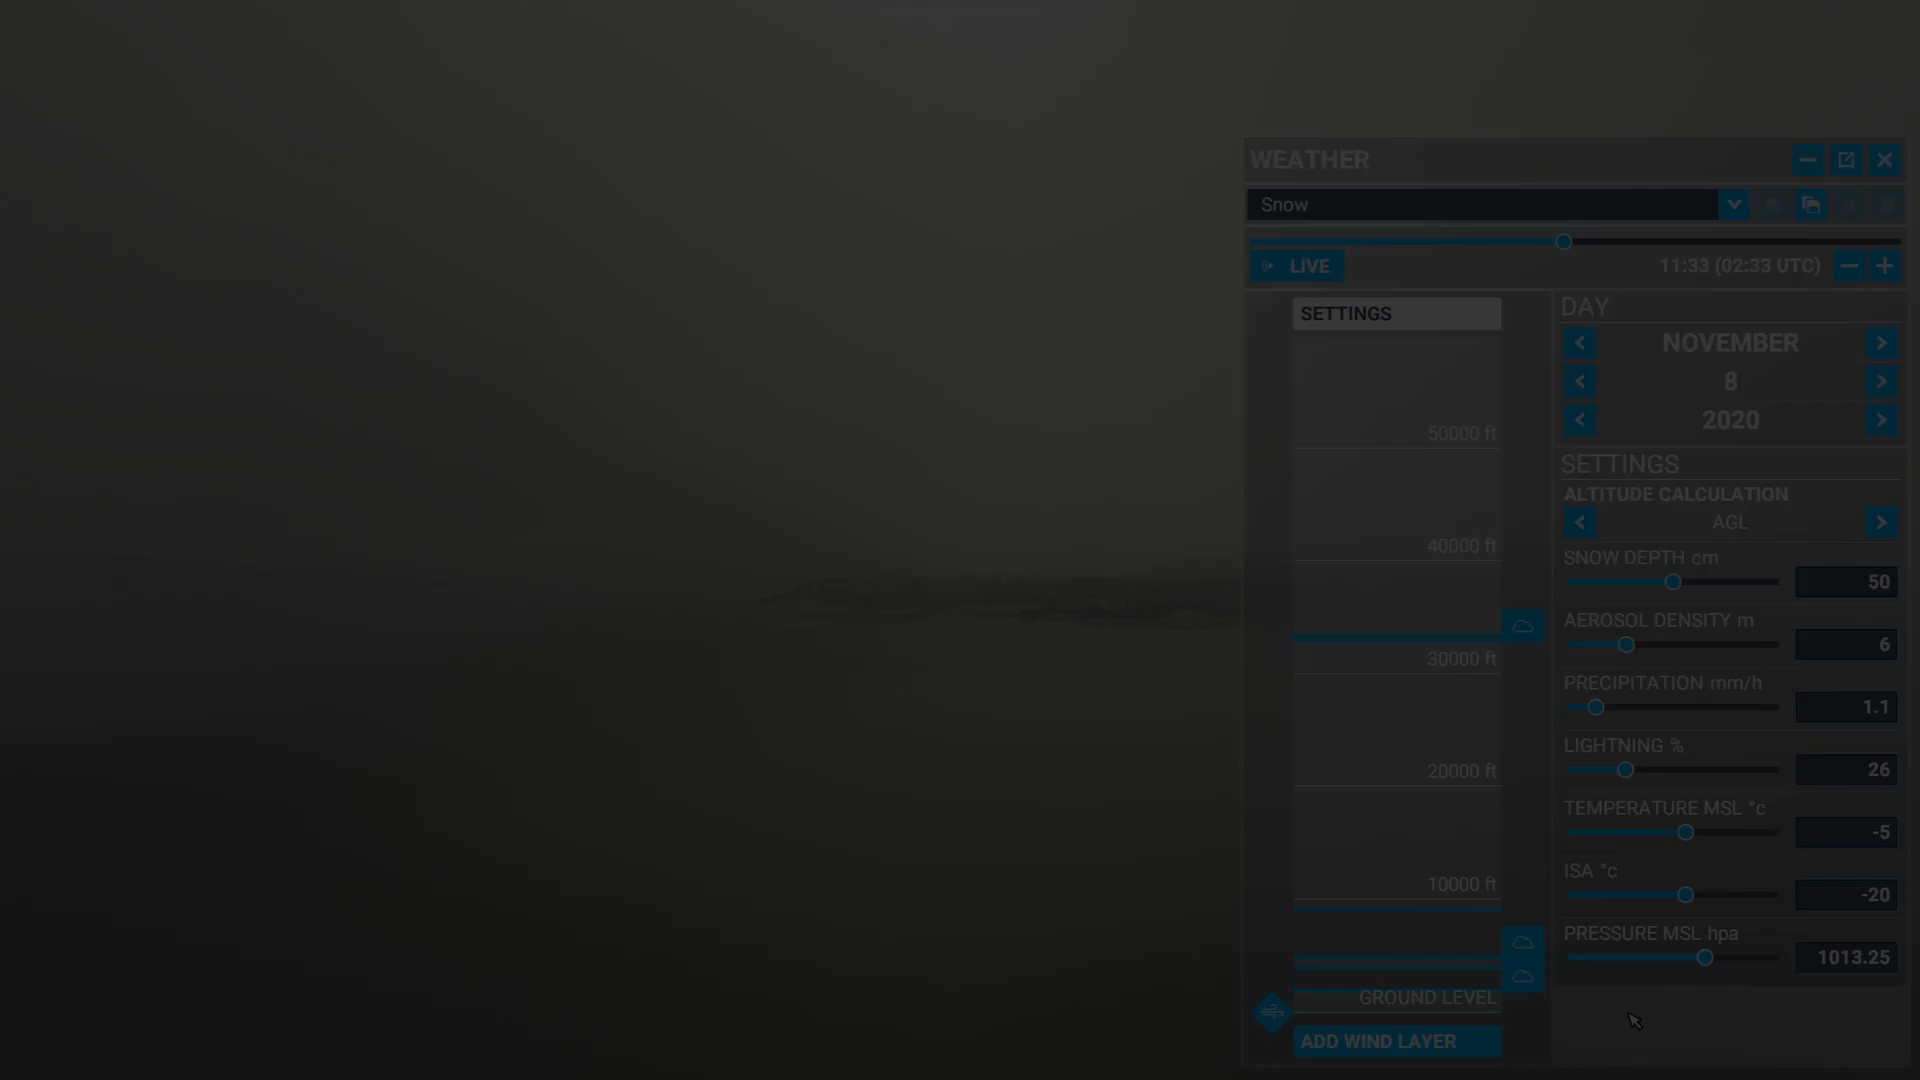 WEATHER
Snow
LIVE
11:33 (02:33 UTC)
SETTINGS
50000 ft
40000 ft
30000 ft
20000 ft
10000 ft
GROUND LEVEL
ADD WIND LAYER
DAY
NOVEMBER
8
2020
SETTINGS
ALTITUDE CALCULATION
AGL
SNOW DEPTH cm
50
AEROSOL DENSITY m
6
PRECIPITATION mm/h
1.1
LIGHTNING %
26
TEMPERATURE MSL °c
-5
ISA °c
-20
PRESSURE MSL hpa
1013.25